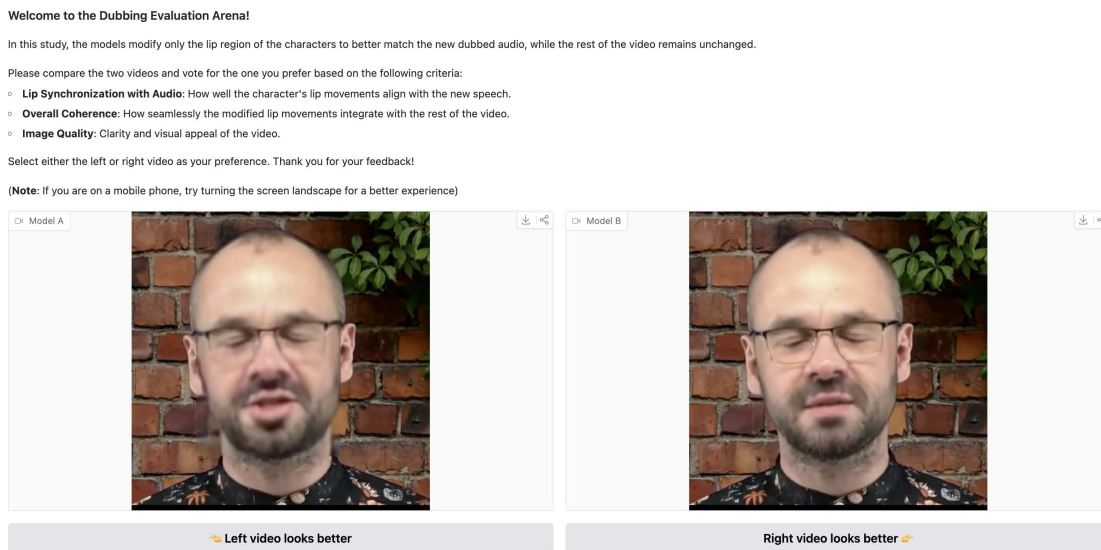 Welcome to the Dubbing Evaluation Arena!
In this study, the models modify only the lip region of the characters to better match the new dubbed audio, while the rest of the video remains unchanged.
Please compare the two videos and vote for the one you prefer based on the following criteria:
Lip Synchronization with Audio: How well the character's lip movements align with the new speech.
Overall Coherence: How seamlessly the modified lip movements integrate with the rest of the video.
Image Quality: Clarity and visual appeal of the video.
Select either the left or right video as your preference. Thank you for your feedback!
(Note: If you are on a mobile phone, try turning the screen landscape for a better experience)
Model A
Model B
👈 Left video looks better
Right video looks better 👉